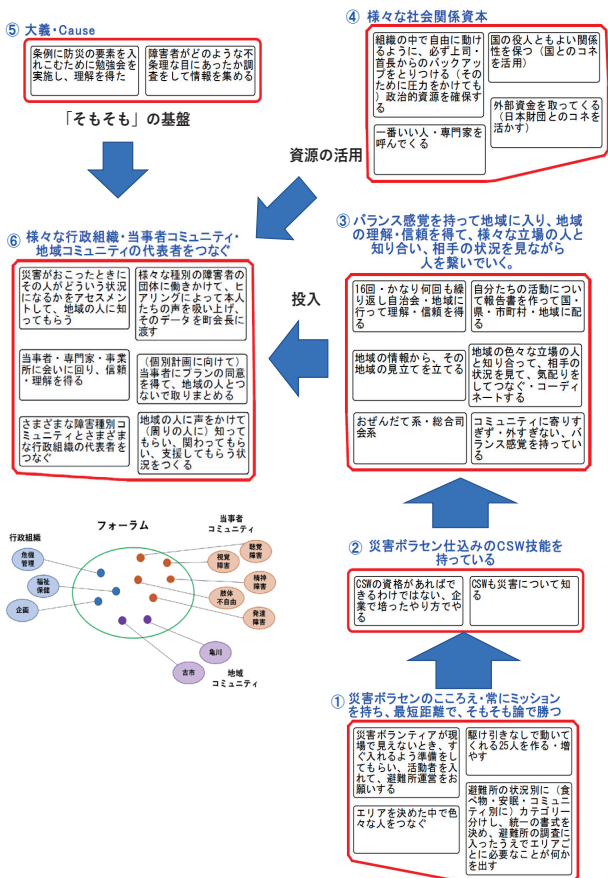 ⑤ 大義・Cause
条例に防災の要素を入
れこむために勉強会を
実施し、理解を得た
障害者がどのような不
条理な目にあったか調
査をして情報を集める
「そもそも」の基盤
④ 様々な社会関係資本
組織の中で自由に動け
るように、必ず上司・
首長からのバックアッ
プをとりつける（その
ために圧力をかけて
も）政治的資源を確保す
る
国の役人ともよい関係
性を保つ（国とのコネ
を活用）
外部資金を取ってくる
（日本財団とのコネを
活かす）
一番いい人・専門家を
呼んでくる
資源の活用
⑥ 様々な行政組織・当事者コミュニティ・
地域コミュニティの代表者をつなぐ
災害がおこったときに
その人がどういう状況
になるかをアセスメン
トして、地域の人に知
ってもらう
様々な種別の障害者の
団体に働きかけて、ヒ
アリングによって本人
たちの声を吸い上げ、
そのデータを町会長に
渡す
当事者・専門家・事業
所に会いに回り、信頼
・理解を得る
（個別計画に向けて）
当事者にプランの同意
を得て、地域の人とつ
ないで取りまとめる
さまざまな障害種別コ
ミュニティとさまざま
な行政組織の代表者を
つなぐ
地域の人に声をかけて
（周りの人に）知って
もらい、関わってもら
い、支援してもらう状
況をつくる
投入
③ バランス感覚を持って地域に入り、地域
の理解・信頼を得て、様々な立場の人と
知り合い、相手の状況を見ながら
人を繋いでいく。
16回・かなり何回も繰
り返し自治会・地域に
行って理解・信頼を得
る
自分たちの活動につい
て報告書を作って国・
県・市町村・地域に配
る
地域の情報から、その
地域の見立てを立てる
地域の色々な立場の人
と知り合って、相手の
状況を見て、気配りを
してつなぐ・コーディ
ネートする
おぜんだて系・総合司
会系
コミュニティに寄りす
ぎず・外すぎない、バ
ランス感覚を持ってい
る
フォーラム
行政組織
危機
管理
福祉
保健
企画
当事者
コミュニティ
聴覚
障害
視覚
障害
精神
障害
肢体
不自由
発達
障害
亀川
古市
地域
コミュニティ
② 災害ボラセン仕込みのCSW技能を
持っている
CSWの資格があればで
きるわけではない、企
業で培ったやり方でや
る
CSWも災害について知
る
① 災害ボラセンのこころえ・常にミッション
を持ち、最短距離で、そもそも論で勝つ
災害ボランティアが現
場で見えないとき、す
ぐ入れるよう準備をし
てもらい、活動者を入
れて、避難所運営をお
願いする
駆け引きなしで動いて
くれる25人を作る・増
やす
エリアを決めた中で色
々な人をつなぐ
避難所の状況別に（食
べ物・安眠・コミュニ
ティ別に）カテゴリー
分けし、統一の書式を
決め、避難所の調査に
入ったうえでエリアご
とに必要なことが何か
を出す